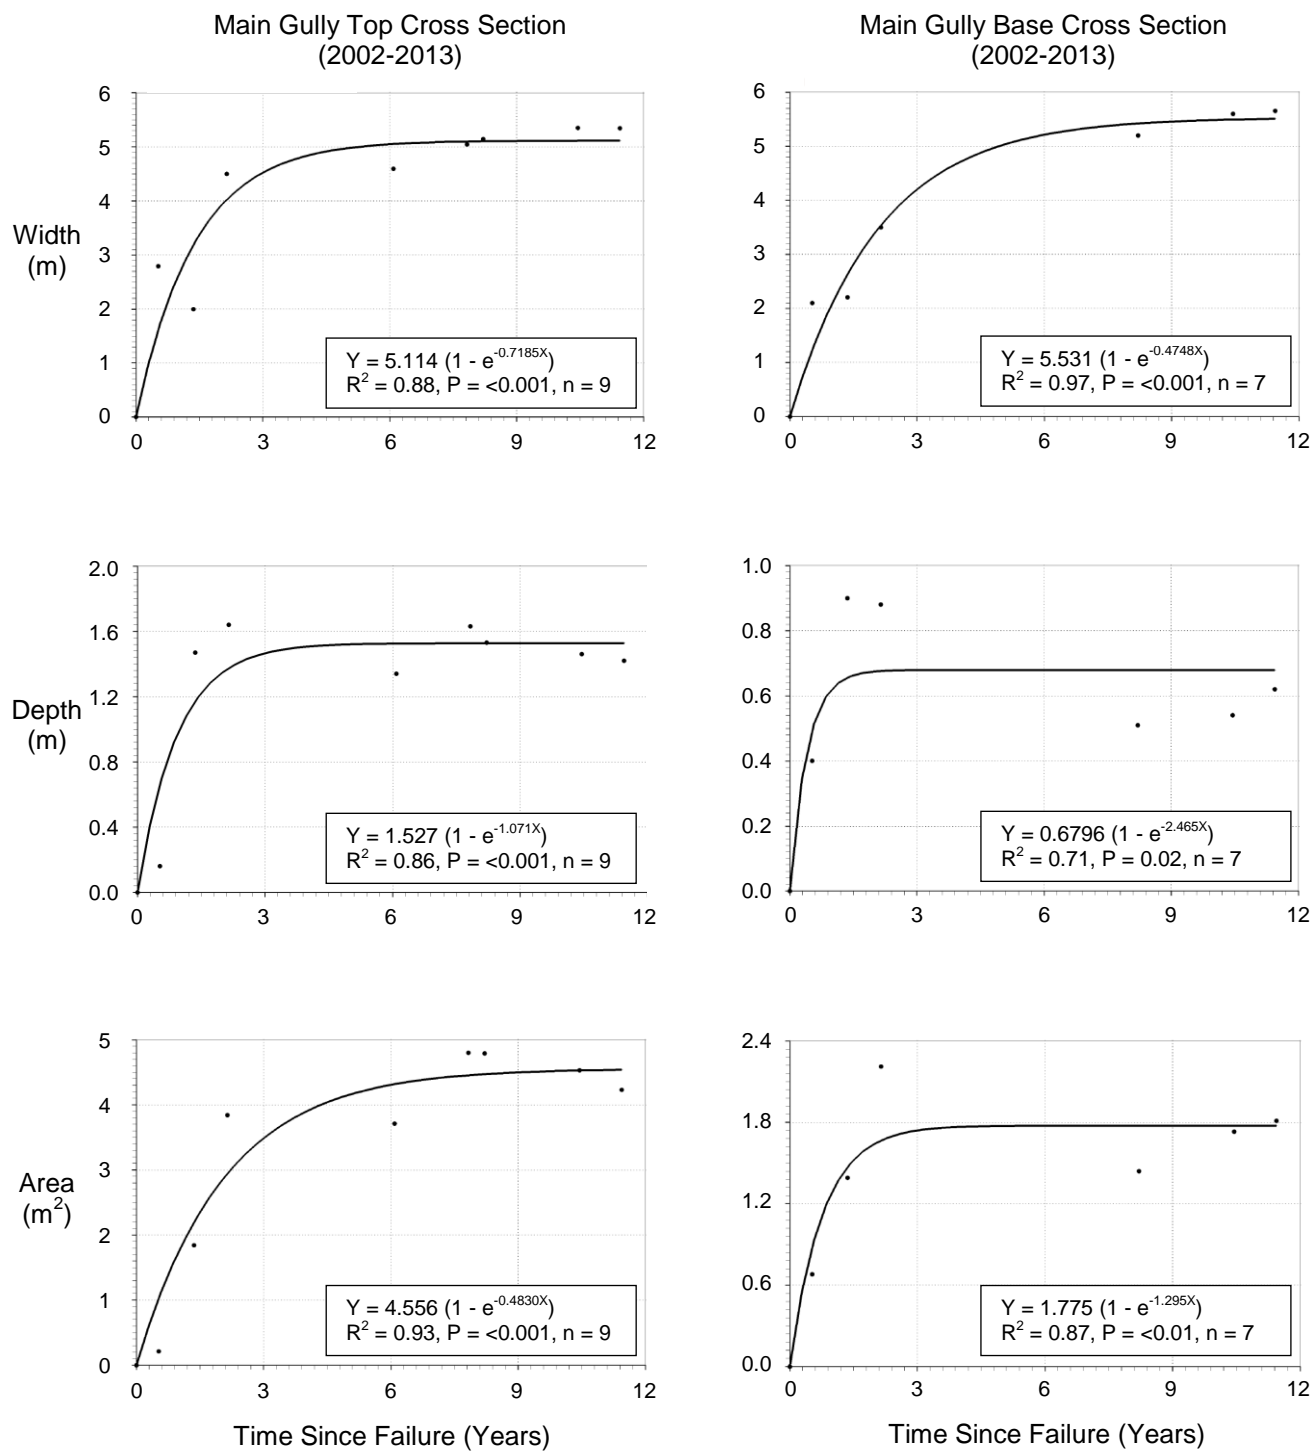 Main Gully Top Cross Section
(2002-2013)
Main Gully Base Cross Section
(2002-2013)
Width
(m)
6
5
4
3
2
1
0
0 3 6 9 12
Y = 5.114 (1 - e^-0.7185X)
R² = 0.88, P = <0.001, n = 9
6
5
4
3
2
1
0
0 3 6 9 12
Y = 5.531 (1 - e^-0.4748X)
R² = 0.97, P = <0.001, n = 7
Depth
(m)
2.0
1.6
1.2
0.8
0.4
0.0
0 3 6 9 12
Y = 1.527 (1 - e^-1.071X)
R² = 0.86, P = <0.001, n = 9
1.0
0.8
0.6
0.4
0.2
0.0
0 3 6 9 12
Y = 0.6796 (1 - e^-2.465X)
R² = 0.71, P = 0.02, n = 7
Area
(m²)
5
4
3
2
1
0
0 3 6 9 12
Y = 4.556 (1 - e^-0.4830X)
R² = 0.93, P = <0.001, n = 9
Time Since Failure (Years)
2.4
1.8
1.2
0.6
0.0
0 3 6 9 12
Y = 1.775 (1 - e^-1.295X)
R² = 0.87, P = <0.01, n = 7
Time Since Failure (Years)